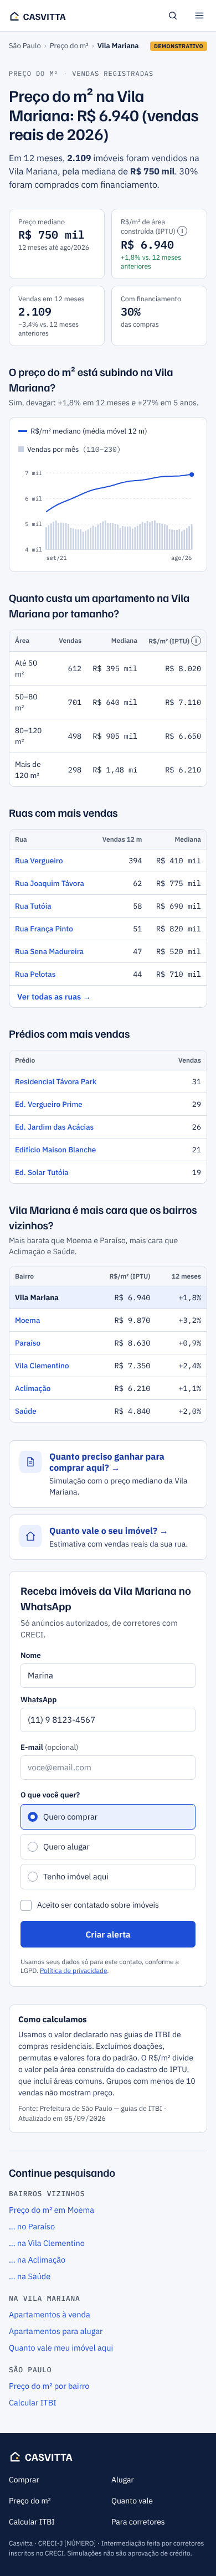 CASVITTA
São Paulo › Preço do m² › Vila Mariana DEMONSTRATIVO
PREÇO DO M² · VENDAS REGISTRADAS
Preço do m² na Vila
Mariana: R$ 6.940 (vendas
reais de 2026)
Em 12 meses, 2.109 imóveis foram vendidos na
Vila Mariana, pela mediana de R$ 750 mil. 30%
foram comprados com financiamento.
Preço mediano
R$ 750 mil
12 meses até ago/2026
R$/m² de área
construída (IPTU) i
R$ 6.940
+1,8% vs. 12 meses
anteriores
Vendas em 12 meses
2.109
−3,4% vs. 12 meses
anteriores
Com financiamento
30%
das compras
O preço do m² está subindo na Vila
Mariana?
Sim, devagar: +1,8% em 12 meses e +27% em 5 anos.
R$/m² mediano (média móvel 12 m)
Vendas por mês (110–230)
7 mil
6 mil
5 mil
4 mil
set/21 ago/26
Quanto custa um apartamento na Vila
Mariana por tamanho?
Área Vendas Mediana R$/m² (IPTU) i
Até 50
m² 612 R$ 395 mil R$ 8.020
50–80
m² 701 R$ 640 mil R$ 7.110
80–120
m² 498 R$ 905 mil R$ 6.650
Mais de
120 m² 298 R$ 1,48 mi R$ 6.210
Ruas com mais vendas
Rua Vendas 12 m Mediana
Rua Vergueiro 394 R$ 410 mil
Rua Joaquim Távora 62 R$ 775 mil
Rua Tutóia 58 R$ 690 mil
Rua França Pinto 51 R$ 820 mil
Rua Sena Madureira 47 R$ 520 mil
Rua Pelotas 44 R$ 710 mil
Ver todas as ruas →
Prédios com mais vendas
Prédio Vendas
Residencial Távora Park 31
Ed. Vergueiro Prime 29
Ed. Jardim das Acácias 26
Edifício Maison Blanche 21
Ed. Solar Tutóia 19
Vila Mariana é mais cara que os bairros
vizinhos?
Mais barata que Moema e Paraíso, mais cara que
Aclimação e Saúde.
Bairro R$/m² (IPTU) 12 meses
Vila Mariana R$ 6.940 +1,8%
Moema R$ 9.870 +3,2%
Paraíso R$ 8.630 +0,9%
Vila Clementino R$ 7.350 +2,4%
Aclimação R$ 6.210 +1,1%
Saúde R$ 4.840 +2,0%
Quanto preciso ganhar para
comprar aqui? →
Simulação com o preço mediano da Vila
Mariana.
Quanto vale o seu imóvel? →
Estimativa com vendas reais da sua rua.
Receba imóveis da Vila Mariana no
WhatsApp
Só anúncios autorizados, de corretores com
CRECI.
Nome
Marina
WhatsApp
(11) 9 8123-4567
E-mail (opcional)
voce@email.com
O que você quer?
Quero comprar
Quero alugar
Tenho imóvel aqui
Aceito ser contatado sobre imóveis
Criar alerta
Usamos seus dados só para este contato, conforme a
LGPD. Política de privacidade.
Como calculamos
Usamos o valor declarado nas guias de ITBI de
compras residenciais. Excluímos doações,
permutas e valores fora do padrão. O R$/m² divide
o valor pela área construída do cadastro do IPTU,
que já inclui áreas comuns. Grupos com menos de 10
vendas não mostram preço.
Fonte: Prefeitura de São Paulo — guias de ITBI ·
Atualizado em 05/09/2026
Continue pesquisando
BAIRROS VIZINHOS
Preço do m² em Moema
… no Paraíso
… na Vila Clementino
… na Aclimação
… na Saúde
NA VILA MARIANA
Apartamentos à venda
Apartamentos para alugar
Quanto vale meu imóvel aqui
SÃO PAULO
Preço do m² por bairro
Calcular ITBI
CASVITTA
Comprar Alugar
Preço do m² Quanto vale
Calcular ITBI Para corretores
Casvitta · CRECI-J [NÚMERO] · Intermediação feita por corretores
inscritos no CRECI. Simulações não são aprovação de crédito.